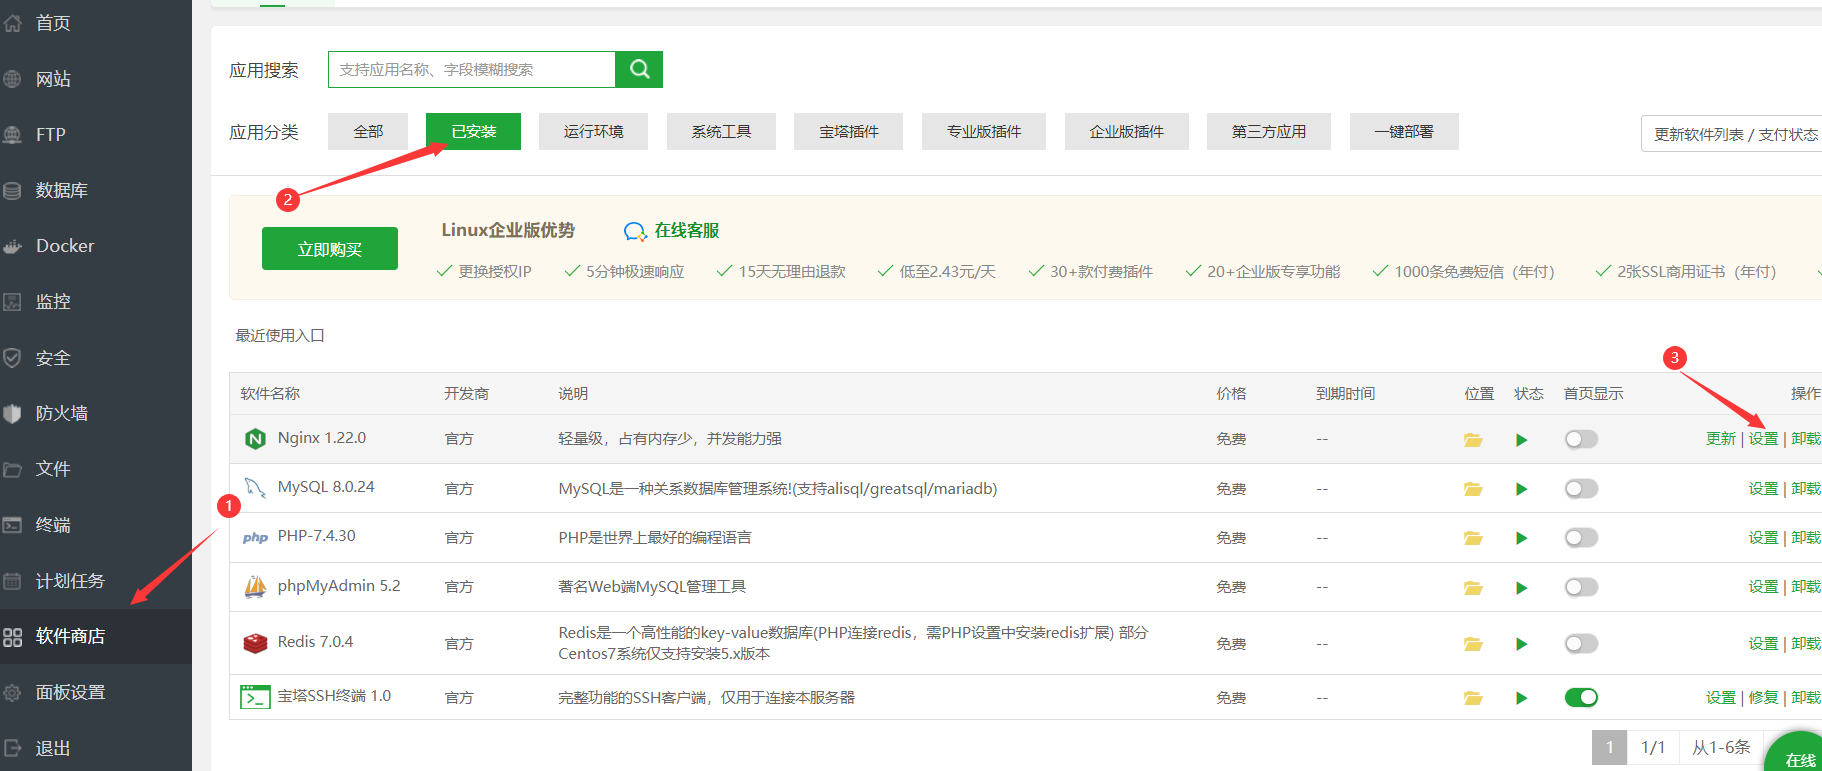 首页
网站
FTP
数据库
Docker
监控
安全
防火墙
文件
终端
计划任务
软件商店
面板设置
退出
应用搜索 支持应用名称、字段模糊搜索
应用分类 全部 已安装 运行环境 系统工具 宝塔插件 专业版插件 企业版插件 第三方应用 一键部署 更新软件列表 / 支付状态
2
立即购买 Linux企业版优势 在线客服
更换授权IP 5分钟极速响应 15天无理由退款 低至2.43元/天 30+款付费插件 20+企业版专享功能 1000条免费短信（年付） 2张SSL商用证书（年付）
最近使用入口
3
软件名称 开发商 说明 价格 到期时间 位置 状态 首页显示 操作
Nginx 1.22.0 官方 轻量级，占有内存少，并发能力强 免费 -- 更新 | 设置 | 卸载
MySQL 8.0.24 官方 MySQL是一种关系数据库管理系统!(支持alisql/greatsql/mariadb) 免费 -- 设置 | 卸载
1
php PHP-7.4.30 官方 PHP是世界上最好的编程语言 免费 -- 设置 | 卸载
phpMyAdmin 5.2 官方 著名Web端MySQL管理工具 免费 -- 设置 | 卸载
Redis 7.0.4 官方 Redis是一个高性能的key-value数据库(PHP连接redis，需PHP设置中安装redis扩展) 部分
Centos7系统仅支持安装5.x版本 免费 -- 设置 | 卸载
宝塔SSH终端 1.0 官方 完整功能的SSH客户端，仅用于连接本服务器 免费 -- 设置 | 修复 | 卸载
1 1/1 从1-6条
在线